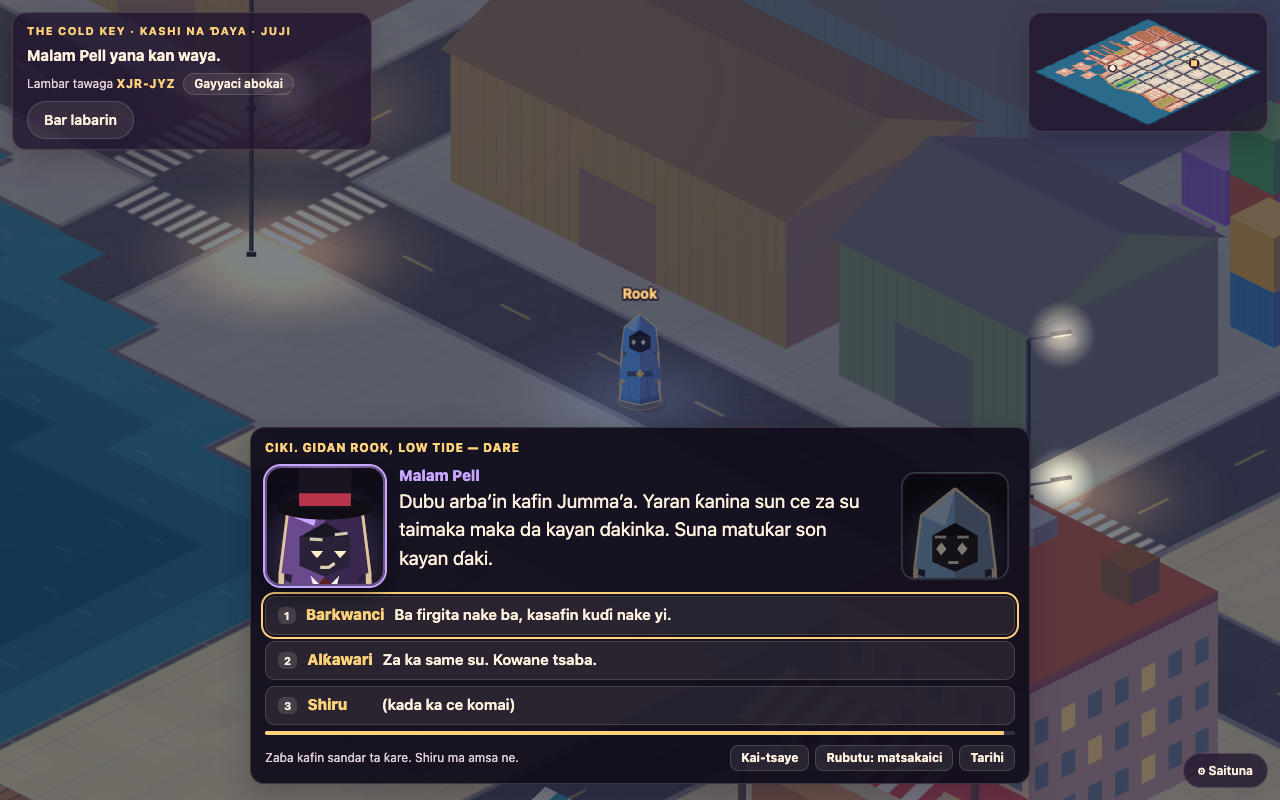 THE COLD KEY · KASHI NA ƊAYA · JUJI
Malam Pell yana kan waya.
Lambar tawaga XJR-JYZ Gayyaci abokai
Bar labarin
Rook
CIKI. GIDAN ROOK, LOW TIDE — DARE
Malam Pell
Dubu arba’in kafin Jumma’a. Yaran ƙanina sun ce za su
taimaka maka da kayan ɗakinka. Suna matuƙar son
kayan ɗaki.
1 Barkwanci Ba firgita nake ba, kasafin kuɗi nake yi.
2 Alƙawari Za ka same su. Kowane tsaba.
3 Shiru (kada ka ce komai)
Zaɓa kafin sandar ta ƙare. Shiru ma amsa ne.
Kai-tsaye
Rubutu: matsakaici
Tarihi
⚙ Saituna